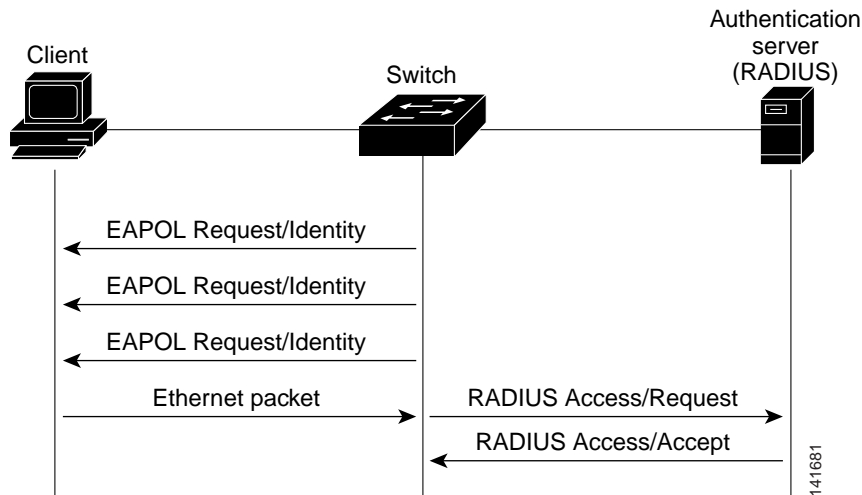 Authentication
server
(RADIUS)
Client
Switch
EAPOL Request/Identity
EAPOL Request/Identity
EAPOL Request/Identity
Ethernet packet
RADIUS Access/Request
RADIUS Access/Accept
141681